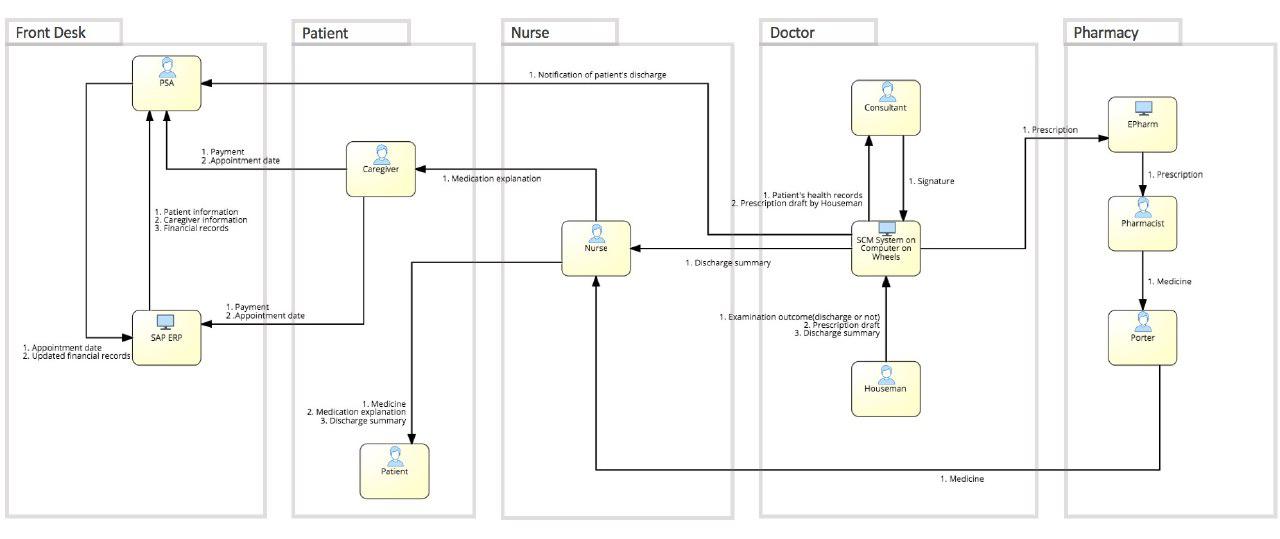 Front Desk
Patient
Nurse
Doctor
Pharmacy
PSA
1. Notification of patient's discharge
Consultant
EPharm
1. Prescription
1. Payment
2 .Appointment date
Caregiver
1. Medication explanation
1. Patient's health records
2. Prescription draft by Houseman
1. Signature
1. Prescription
1. Patient information
2. Caregiver information
3. Financial records
Nurse
SCM System on
Computer on
Wheels
Pharmacist
1. Discharge summary
1. Medicine
1. Payment
2 .Appointment date
1. Examination outcome(discharge or not)
2. Prescription draft
3. Discharge summary
SAP ERP
Porter
1. Appointment date
2. Updated financial records
Houseman
1. Medicine
2. Medication explanation
3. Discharge summary
Patient
1. Medicine